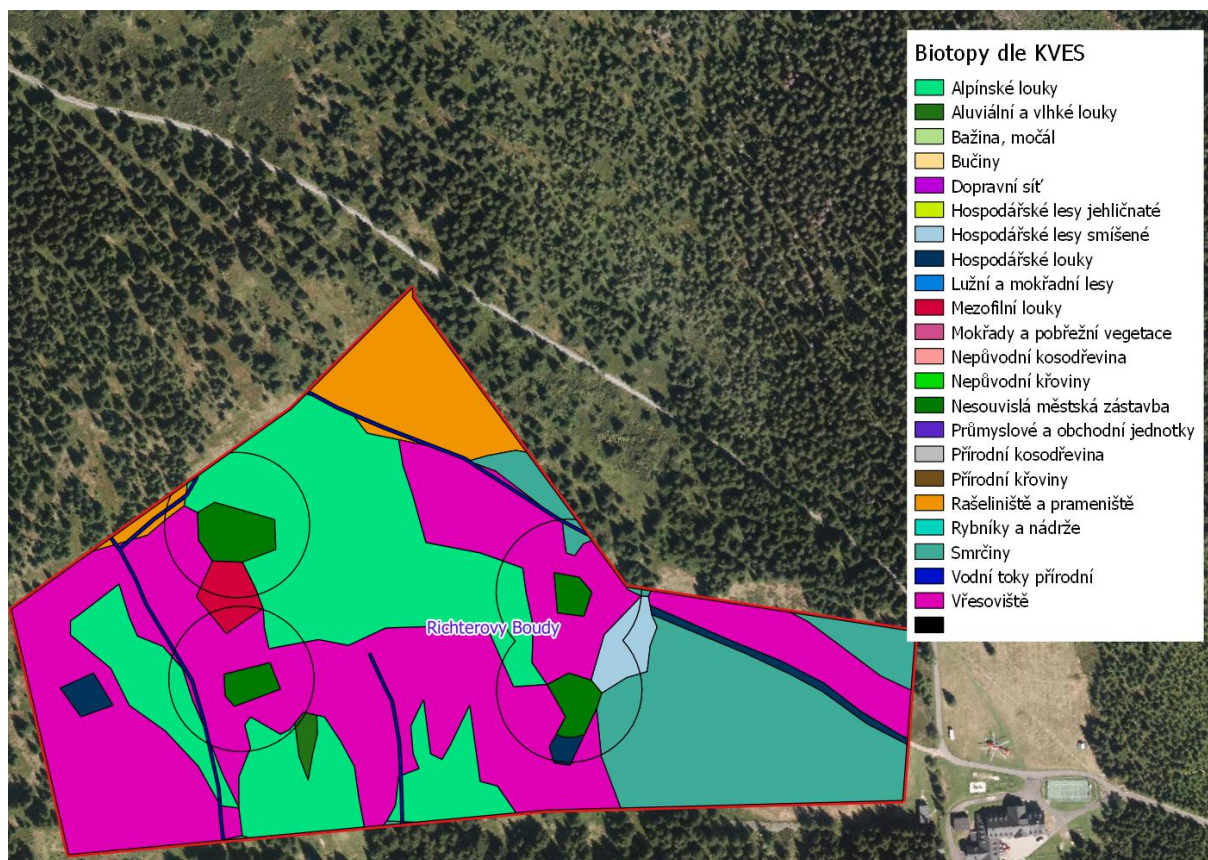 Biotopy dle KVES
Alpínské louky
Aluviální a vlhké louky
Bažina, močál
Bučiny
Dopravní síť
Hospodářské lesy jehličnaté
Hospodářské lesy smíšené
Hospodářské louky
Lužní a mokřadní lesy
Mezofilní louky
Mokřady a pobřežní vegetace
Nepůvodní kosodřevina
Nepůvodní křoviny
Nesouvislá městská zástavba
Průmyslové a obchodní jednotky
Přírodní kosodřevina
Přírodní křoviny
Rašeliniště a prameniště
Rybníky a nádrže
Smrčiny
Vodní toky přírodní
Vřesoviště
Richterovy Boudy